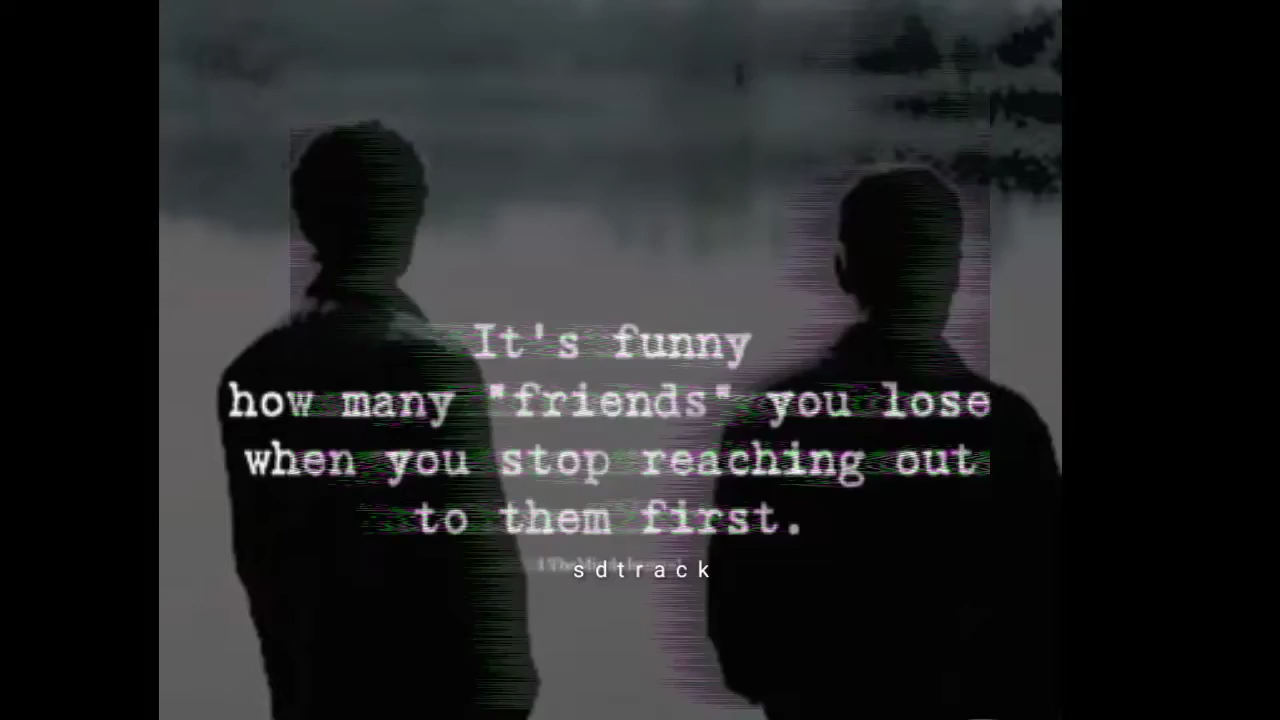 It's funny
how many "friends" you lose
when you stop reaching out
to them first.
sdtrack